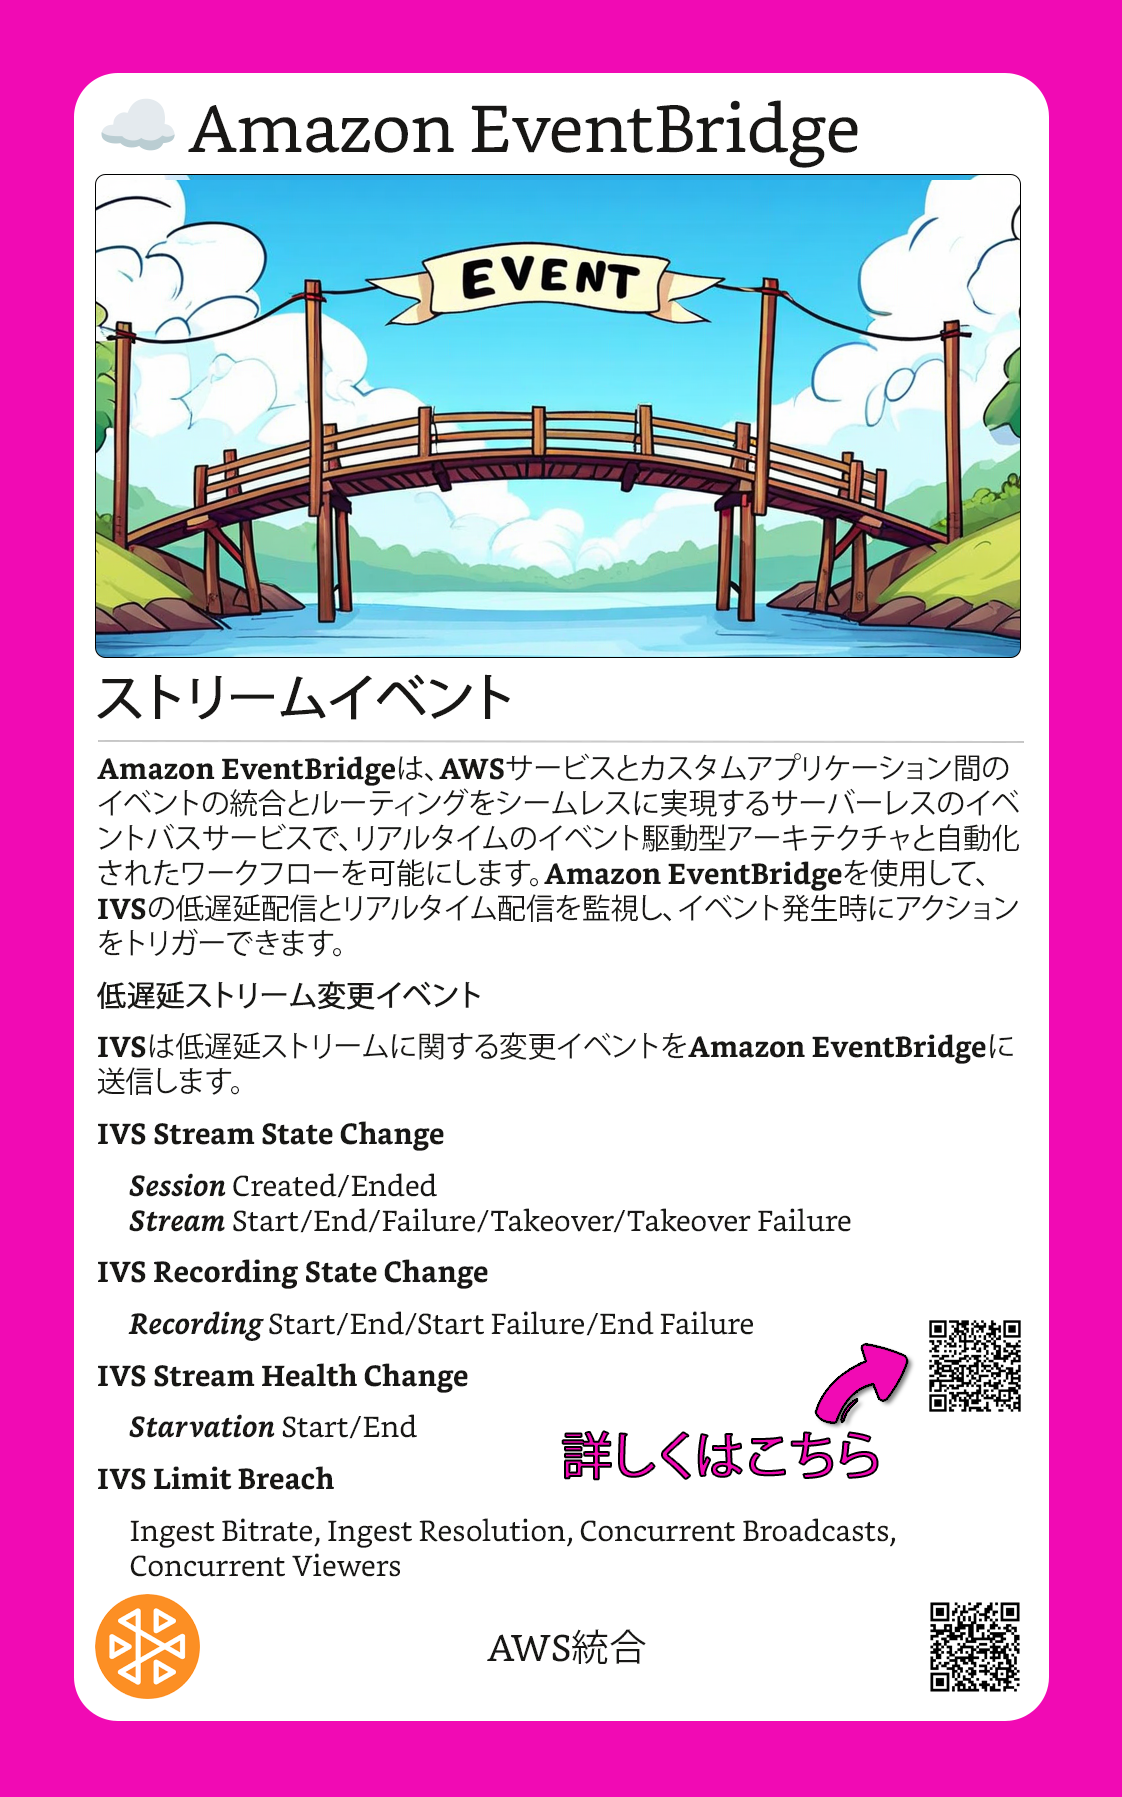 Amazon EventBridge
EVENT
ストリームイベント
Amazon EventBridgeは、AWSサービスとカスタムアプリケーション間の
イベントの統合とルーティングをシームレスに実現するサーバーレスのイベ
ントバスサービスで、リアルタイムのイベント駆動型アーキテクチャと自動化
されたワークフローを可能にします。Amazon EventBridgeを使用して、
IVSの低遅延配信とリアルタイム配信を監視し、イベント発生時にアクション
をトリガーできます。
低遅延ストリーム変更イベント
IVSは低遅延ストリームに関する変更イベントをAmazon EventBridgeに
送信します。
IVS Stream State Change
Session Created/Ended
Stream Start/End/Failure/Takeover/Takeover Failure
IVS Recording State Change
Recording Start/End/Start Failure/End Failure
IVS Stream Health Change
Starvation Start/End
詳しくはこちら
IVS Limit Breach
Ingest Bitrate, Ingest Resolution, Concurrent Broadcasts,
Concurrent Viewers
AWS統合